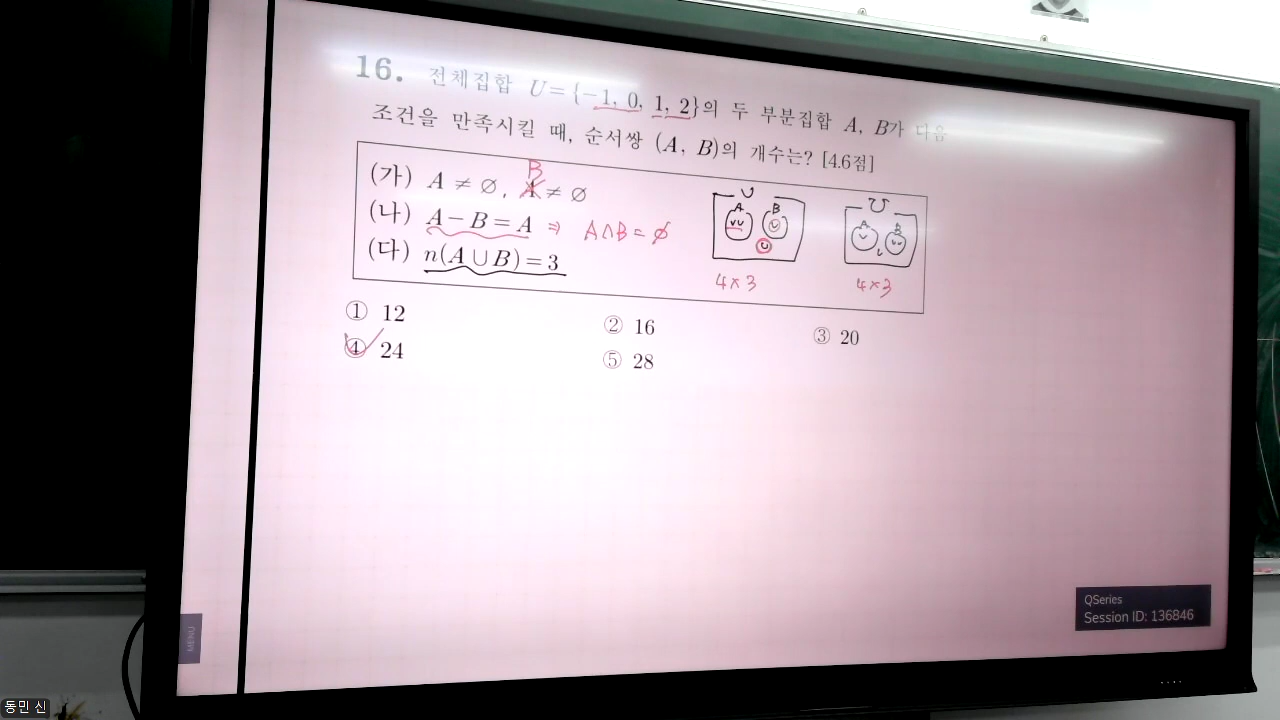 16. 전체집합 U={-1, 0, 1, 2}의 두 부분집합 A, B가 다음
조건을 만족시킬 때, 순서쌍 (A, B)의 개수는? [4.6점]
B
(가) A ≠ ∅, A ≠ ∅
(나) A - B = A ⇒ A∩B = ∅
(다) n(A∪B) = 3
U
A B
4×3
U
A B
4×3
① 12
② 16
③ 20
④ 24
⑤ 28
QSeries
Session ID: 136846
MENU
동민 신